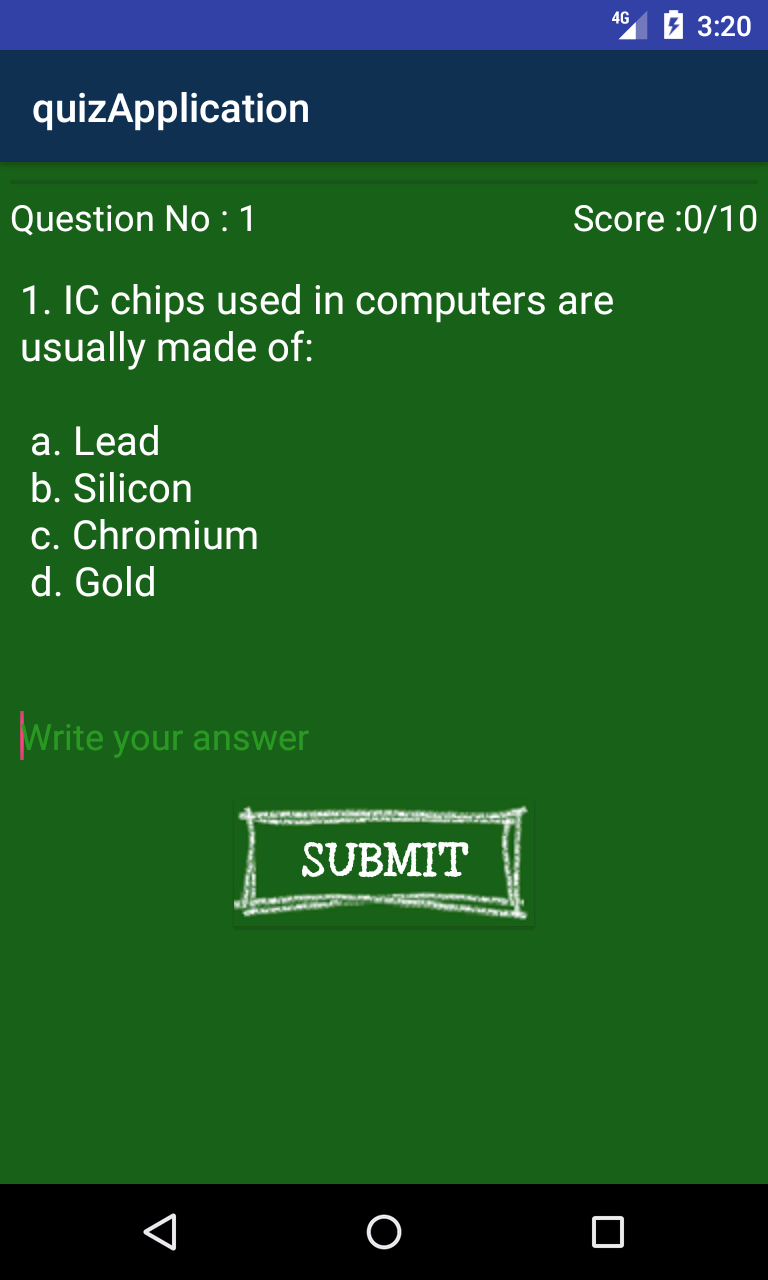 4G 3:20
quizApplication
Question No : 1 Score :0/10
1. IC chips used in computers are
usually made of:
a. Lead
b. Silicon
c. Chromium
d. Gold
Write your answer
SUBMIT